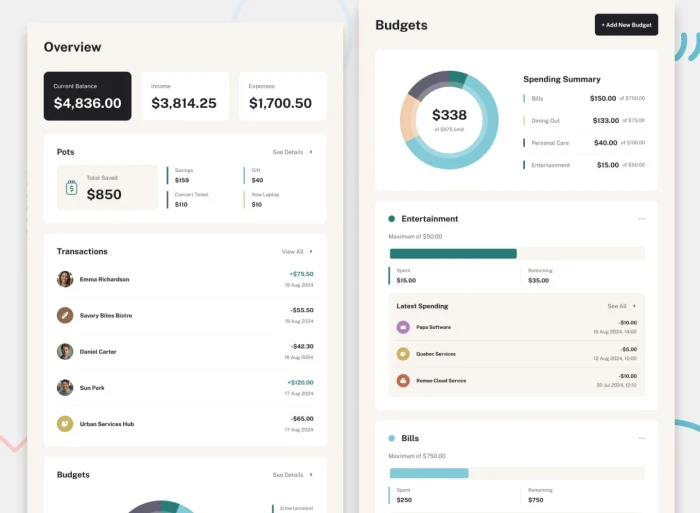 Overview
Current Balance
$4,836.00
Income
$3,814.25
Expenses
$1,700.50
Pots
See Details
Total Saved
$850
Savings
$159
Gift
$40
Concert Ticket
$110
New Laptop
$10
Transactions
View All
Emma Richardson
+$75.50
19 Aug 2024
Savory Bites Bistro
-$55.50
19 Aug 2024
Daniel Carter
-$42.30
18 Aug 2024
Sun Park
+$120.00
17 Aug 2024
Urban Services Hub
-$65.00
17 Aug 2024
Budgets
See Details
Entertainment
Budgets
+ Add New Budget
$338
of $975 limit
Spending Summary
Bills $150.00 of $750.00
Dining Out $133.00 of $75.00
Personal Care $40.00 of $100.00
Entertainment $15.00 of $50.00
Entertainment
Maximum of $50.00
Spent
$15.00
Remaining
$35.00
Latest Spending
See All
Papa Software
-$10.00
16 Aug 2024, 14:00
Quebec Services
-$5.00
12 Aug 2024, 10:00
Romeo Cloud Service
-$10.00
30 Jul 2024, 12:10
Bills
Maximum of $750.00
Spent
$250
Remaining
$750